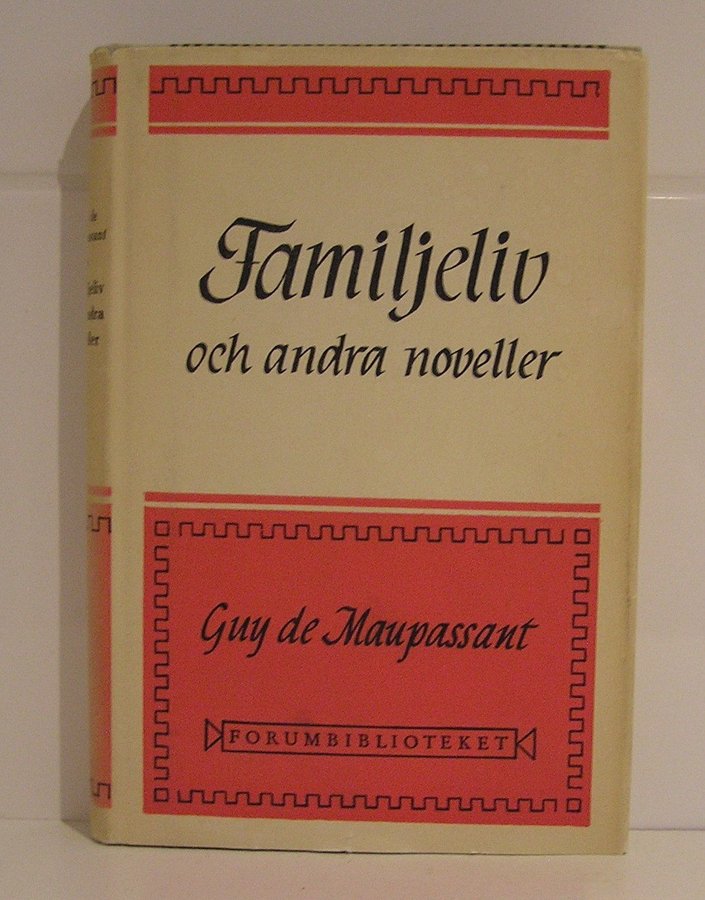 Familjeliv
och andra noveller
Guy de Maupassant
FORUMBIBLIOTEKET